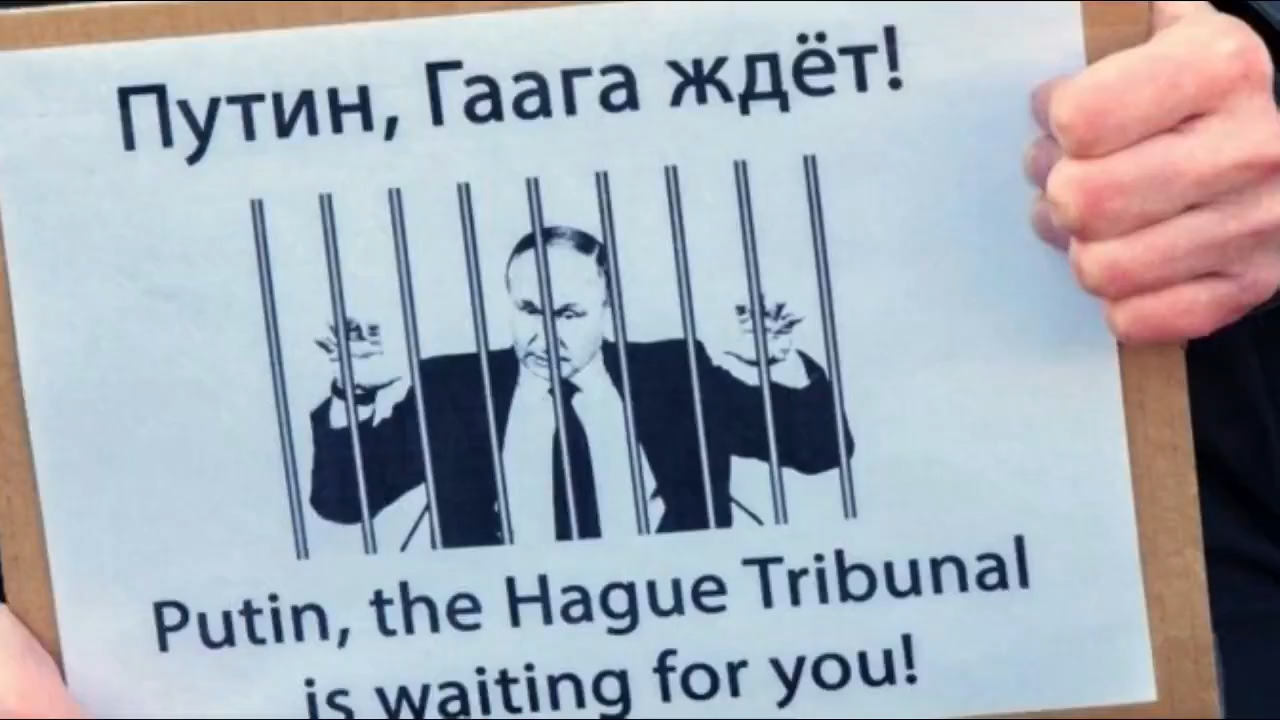 Путин, Гаага ждёт!
Putin, the Hague Tribunal
is waiting for you!